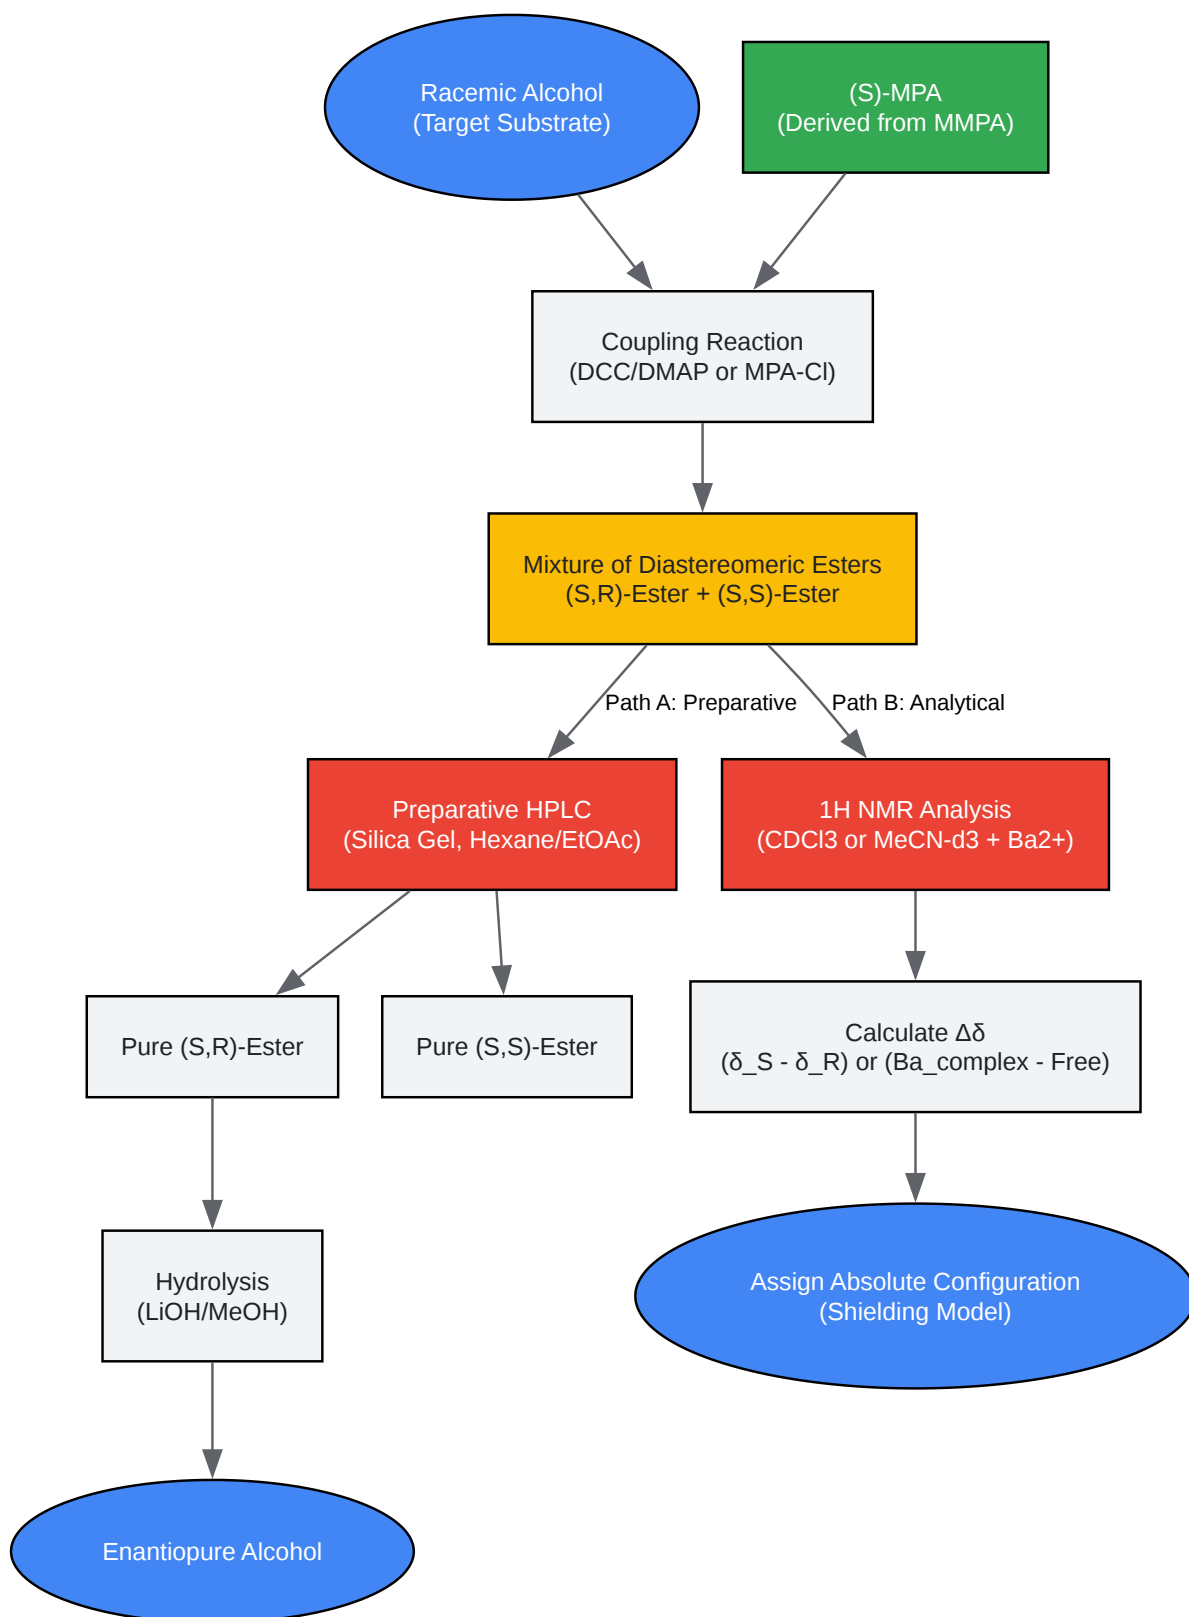 Racemic Alcohol
(Target Substrate)
(S)-MPA
(Derived from MMPA)
Coupling Reaction
(DCC/DMAP or MPA-Cl)
Mixture of Diastereomeric Esters
(S,R)-Ester + (S,S)-Ester
Path A: Preparative
Path B: Analytical
Preparative HPLC
(Silica Gel, Hexane/EtOAc)
1H NMR Analysis
(CDCl3 or MeCN-d3 + Ba2+)
Pure (S,R)-Ester
Pure (S,S)-Ester
Calculate Δδ
(δ_S - δ_R) or (Ba_complex - Free)
Hydrolysis
(LiOH/MeOH)
Assign Absolute Configuration
(Shielding Model)
Enantiopure Alcohol